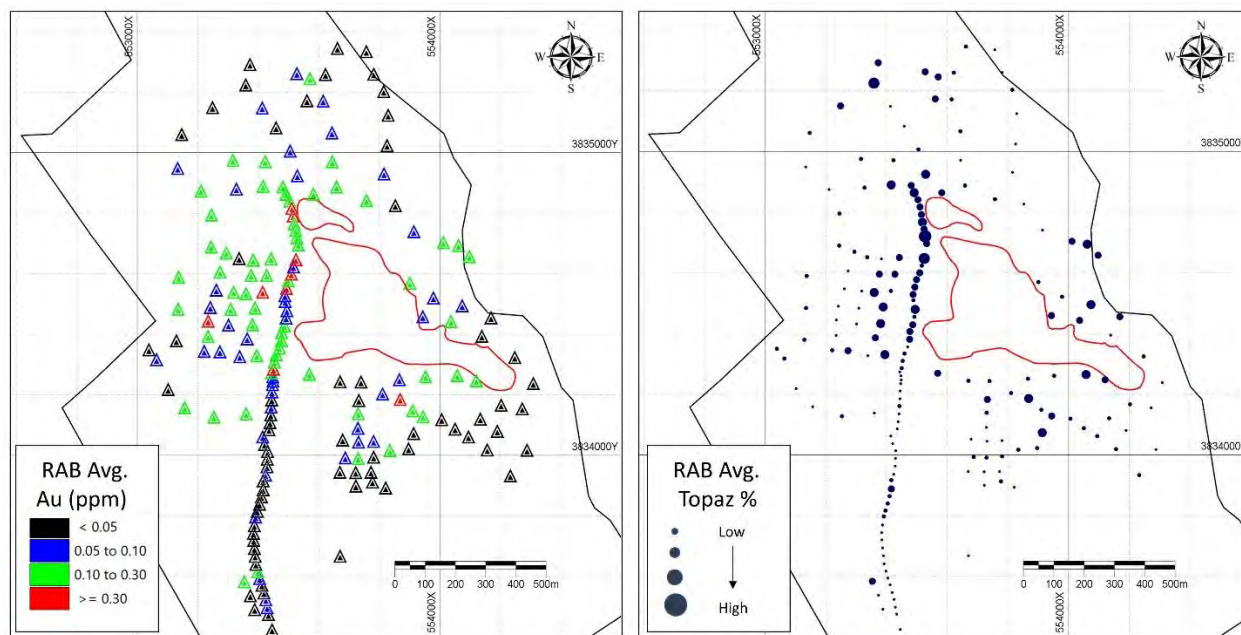 553000X
554000X
N
W E
S
3835000Y
3834000Y
RAB Avg.
Au (ppm)
< 0.05
0.05 to 0.10
0.10 to 0.30
>= 0.30
0 100 200 300 400 500m
554000X
553000X
554000X
N
W E
S
3835000Y
3834000Y
RAB Avg.
Topaz %
Low
High
0 100 200 300 400 500m
554000X